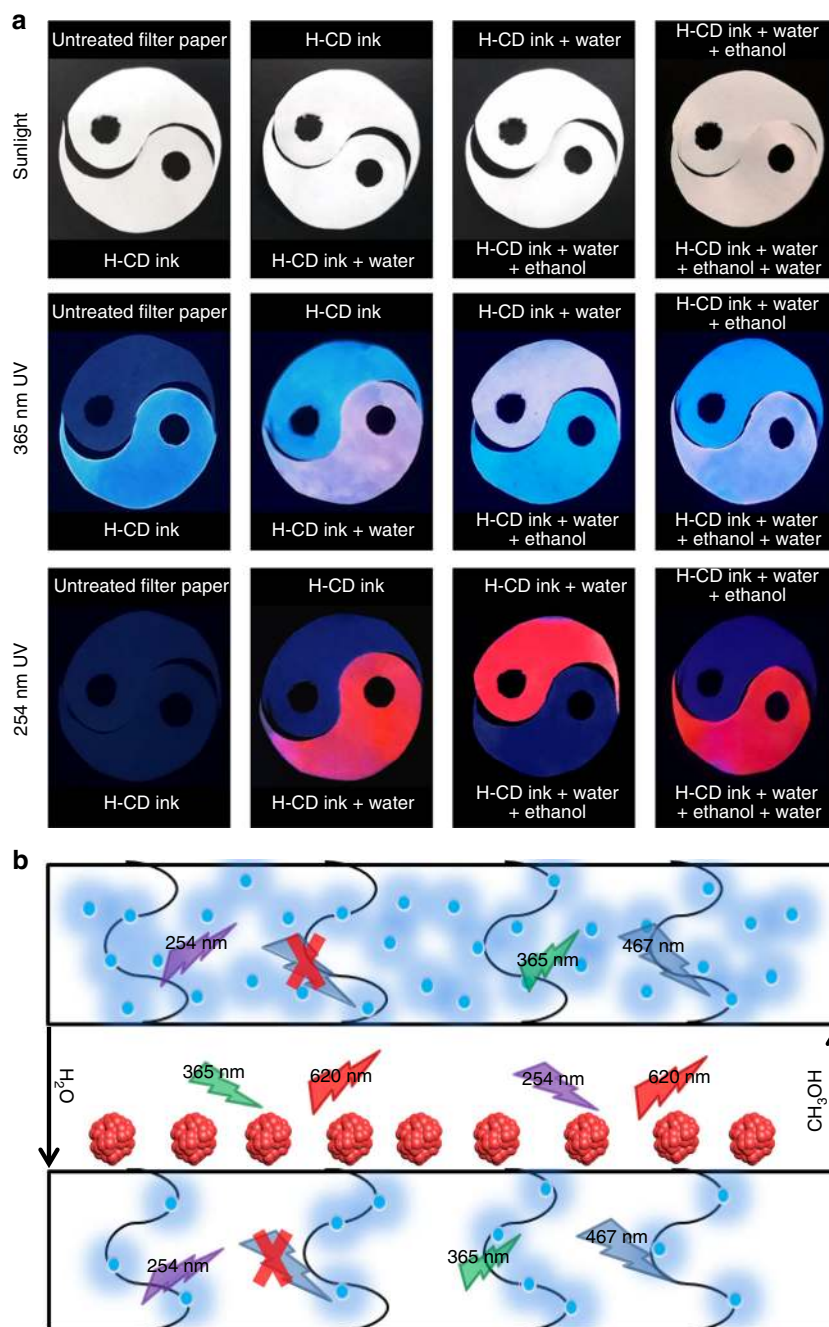 a
Untreated filter paper
H-CD ink
H-CD ink + water
H-CD ink + water
+ ethanol
Sunlight
H-CD ink
H-CD ink + water
H-CD ink + water
+ ethanol
H-CD ink + water
+ ethanol + water
Untreated filter paper
H-CD ink
H-CD ink + water
H-CD ink + water
+ ethanol
365 nm UV
H-CD ink
H-CD ink + water
H-CD ink + water
+ ethanol
H-CD ink + water
+ ethanol + water
Untreated filter paper
H-CD ink
H-CD ink + water
H-CD ink + water
+ ethanol
254 nm UV
H-CD ink
H-CD ink + water
H-CD ink + water
+ ethanol
H-CD ink + water
+ ethanol + water
b
254 nm
365 nm
467 nm
O²H
365 nm
620 nm
254 nm
620 nm
CH₃OH
254 nm
365 nm
467 nm